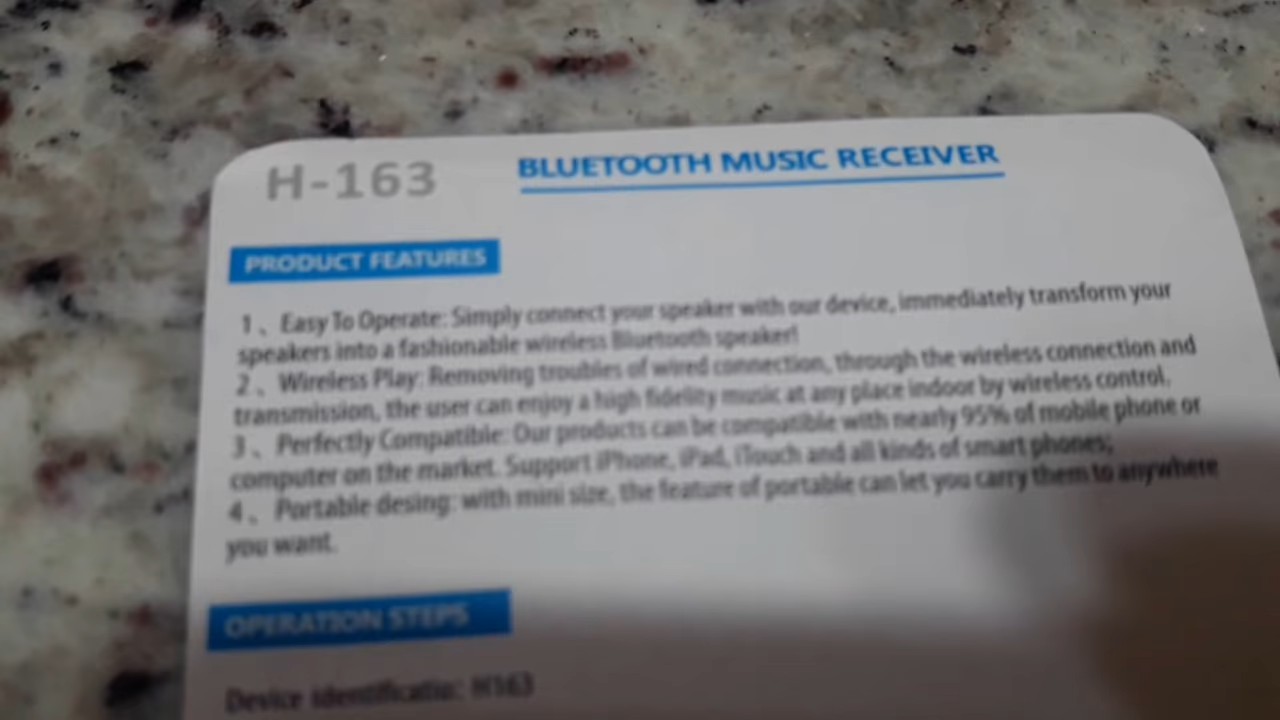 H-163
BLUETOOTH MUSIC RECEIVER
PRODUCT FEATURES
1、Easy To Operate: Simply connect your speaker with our device, immediately transform your
speakers into a fashionable wireless Bluetooth speaker!
2、Wireless Play: Removing troubles of wired connection, through the wireless connection and
transmission, the user can enjoy a high fidelity music at any place indoor by wireless control.
3、Perfectly Compatible: Our products can be compatible with nearly 95% of mobile phone or
computer on the market. Support iPhone, iPad, iTouch and all kinds of smart phones;
4、Portable desing: with mini size, the feature of portable can let you carry them to anywhere
you want.
OPERATION STEPS
Device identificatio: H163